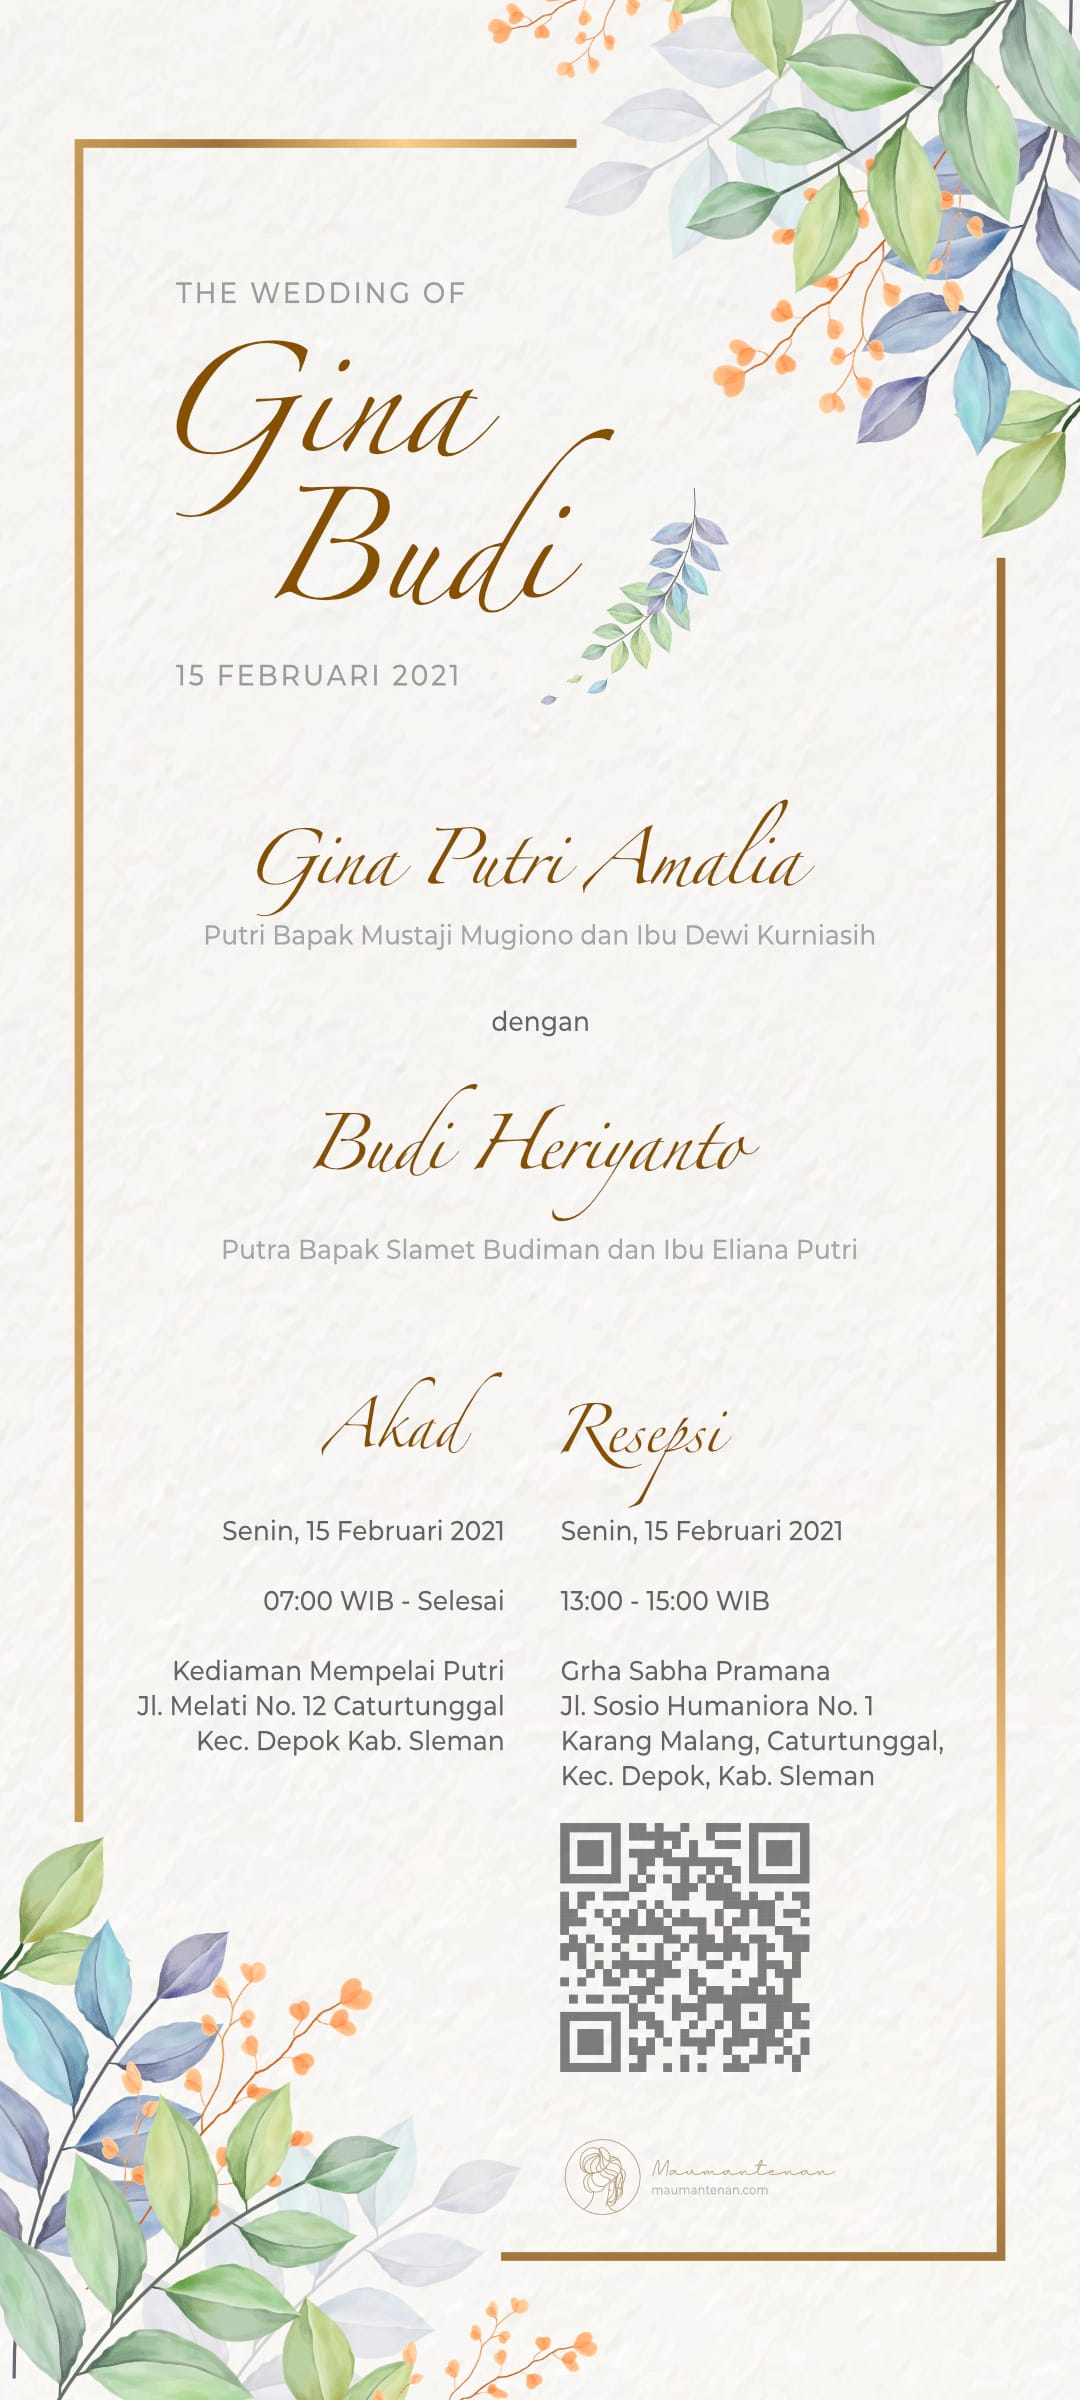 THE WEDDING OF
Gina
Budi
15 FEBRUARI 2021
Gina Putri Amalia
Putri Bapak Mustaji Mugiono dan Ibu Dewi Kurniasih
dengan
Budi Heriyanto
Putra Bapak Slamet Budiman dan Ibu Eliana Putri
Akad
Senin, 15 Februari 2021
07:00 WIB - Selesai
Kediaman Mempelai Putri
Jl. Melati No. 12 Caturtunggal
Kec. Depok Kab. Sleman
Resepsi
Senin, 15 Februari 2021
13:00 - 15:00 WIB
Grha Sabha Pramana
Jl. Sosio Humaniora No. 1
Karang Malang, Caturtunggal,
Kec. Depok, Kab. Sleman
Maumantenan
maumantenan.com